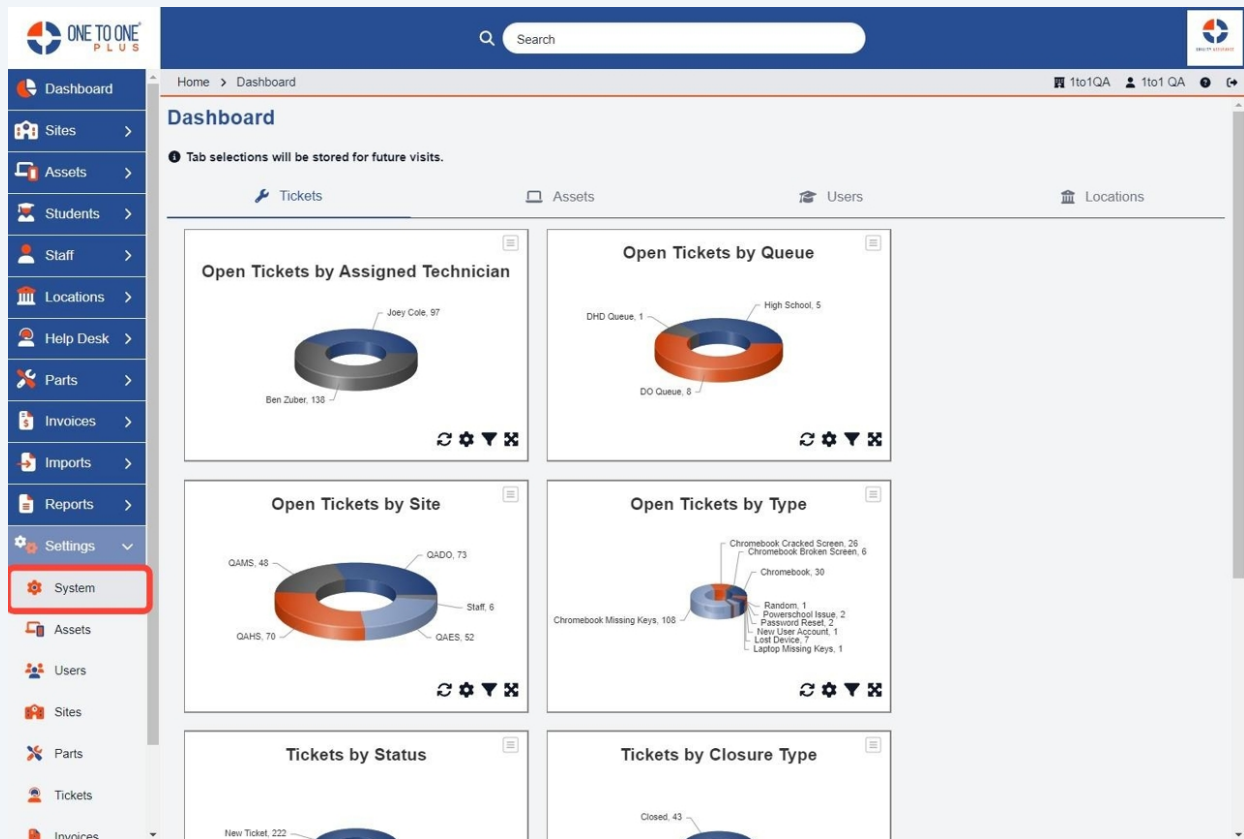 ONE TO ONE®
PLUS
Search
Dashboard
Sites
Assets
Students
Staff
Locations
Help Desk
Parts
Invoices
Imports
Reports
Settings
System
Assets
Users
Sites
Parts
Tickets
Invoices
Home > Dashboard
1to1QA 1to1 QA
Dashboard
Tab selections will be stored for future visits.
Tickets Assets Users Locations
Open Tickets by Assigned Technician
Joey Cole, 97
Ben Zuber, 138
Open Tickets by Queue
High School, 5
DHD Queue, 1
DO Queue, 8
Open Tickets by Site
QADO, 73
QAMS, 48
Staff, 6
QAHS, 70
QAES, 52
Open Tickets by Type
Chromebook Cracked Screen, 26
Chromebook Broken Screen, 6
Chromebook, 30
Random, 1
Powerschool Issue, 2
Chromebook Missing Keys, 108
Password Reset, 2
New User Account, 1
Lost Device, 7
Laptop Missing Keys, 1
Tickets by Status
New Ticket, 222
Tickets by Closure Type
Closed, 43